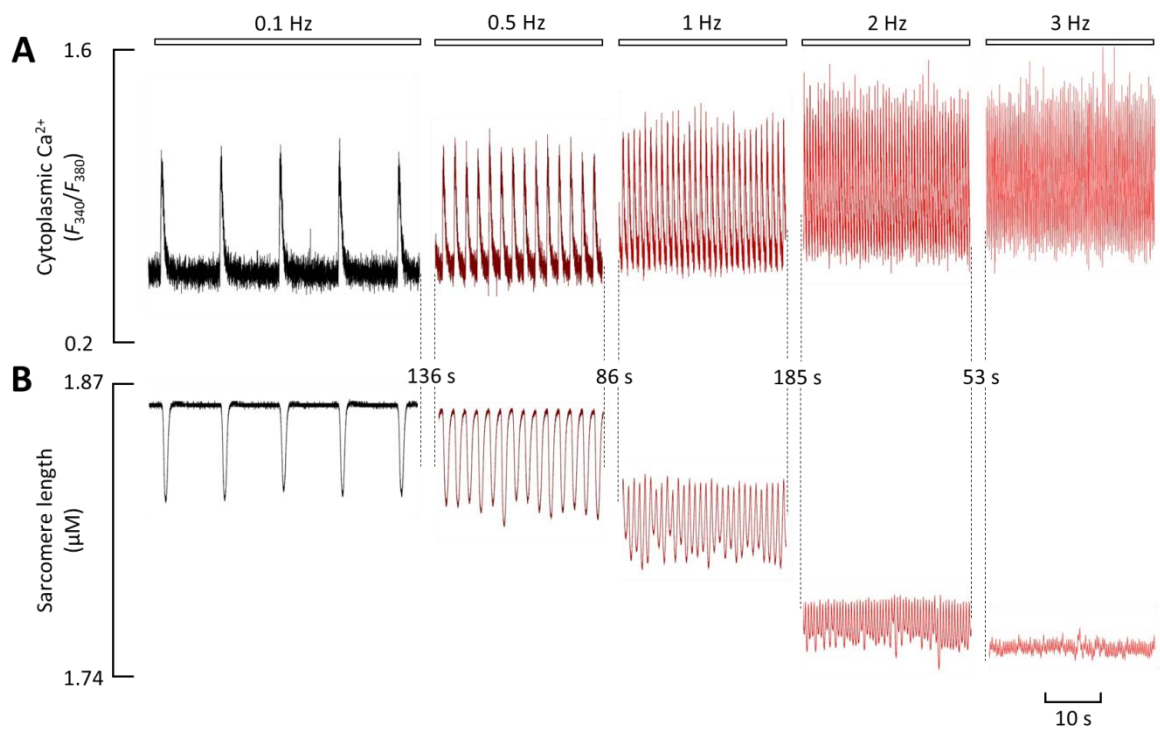 0.1 Hz 0.5 Hz 1 Hz 2 Hz 3 Hz
A
1.6
Cytoplasmic Ca²⁺
(F₃₄₀/F₃₈₀)
0.2
B
1.87
136 s 86 s 185 s 53 s
Sarcomere length
(µM)
1.74
10 s